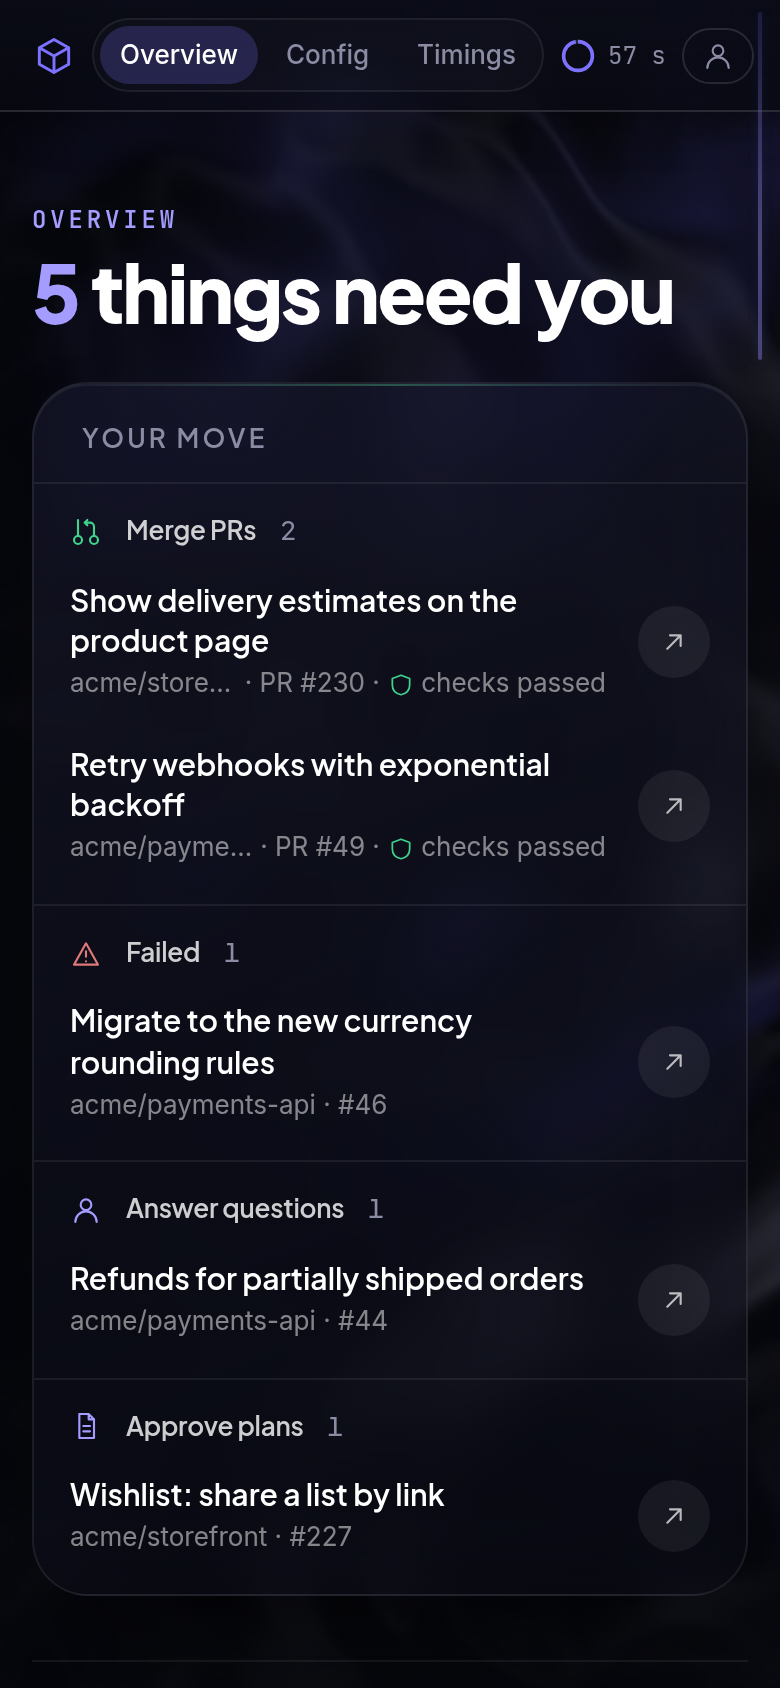 Overview Config Timings 57 s
OVERVIEW
5 things need you
YOUR MOVE
Merge PRs 2
Show delivery estimates on the
product page
acme/store... · PR #230 · checks passed
Retry webhooks with exponential
backoff
acme/payme... · PR #49 · checks passed
Failed 1
Migrate to the new currency
rounding rules
acme/payments-api · #46
Answer questions 1
Refunds for partially shipped orders
acme/payments-api · #44
Approve plans 1
Wishlist: share a list by link
acme/storefront · #227